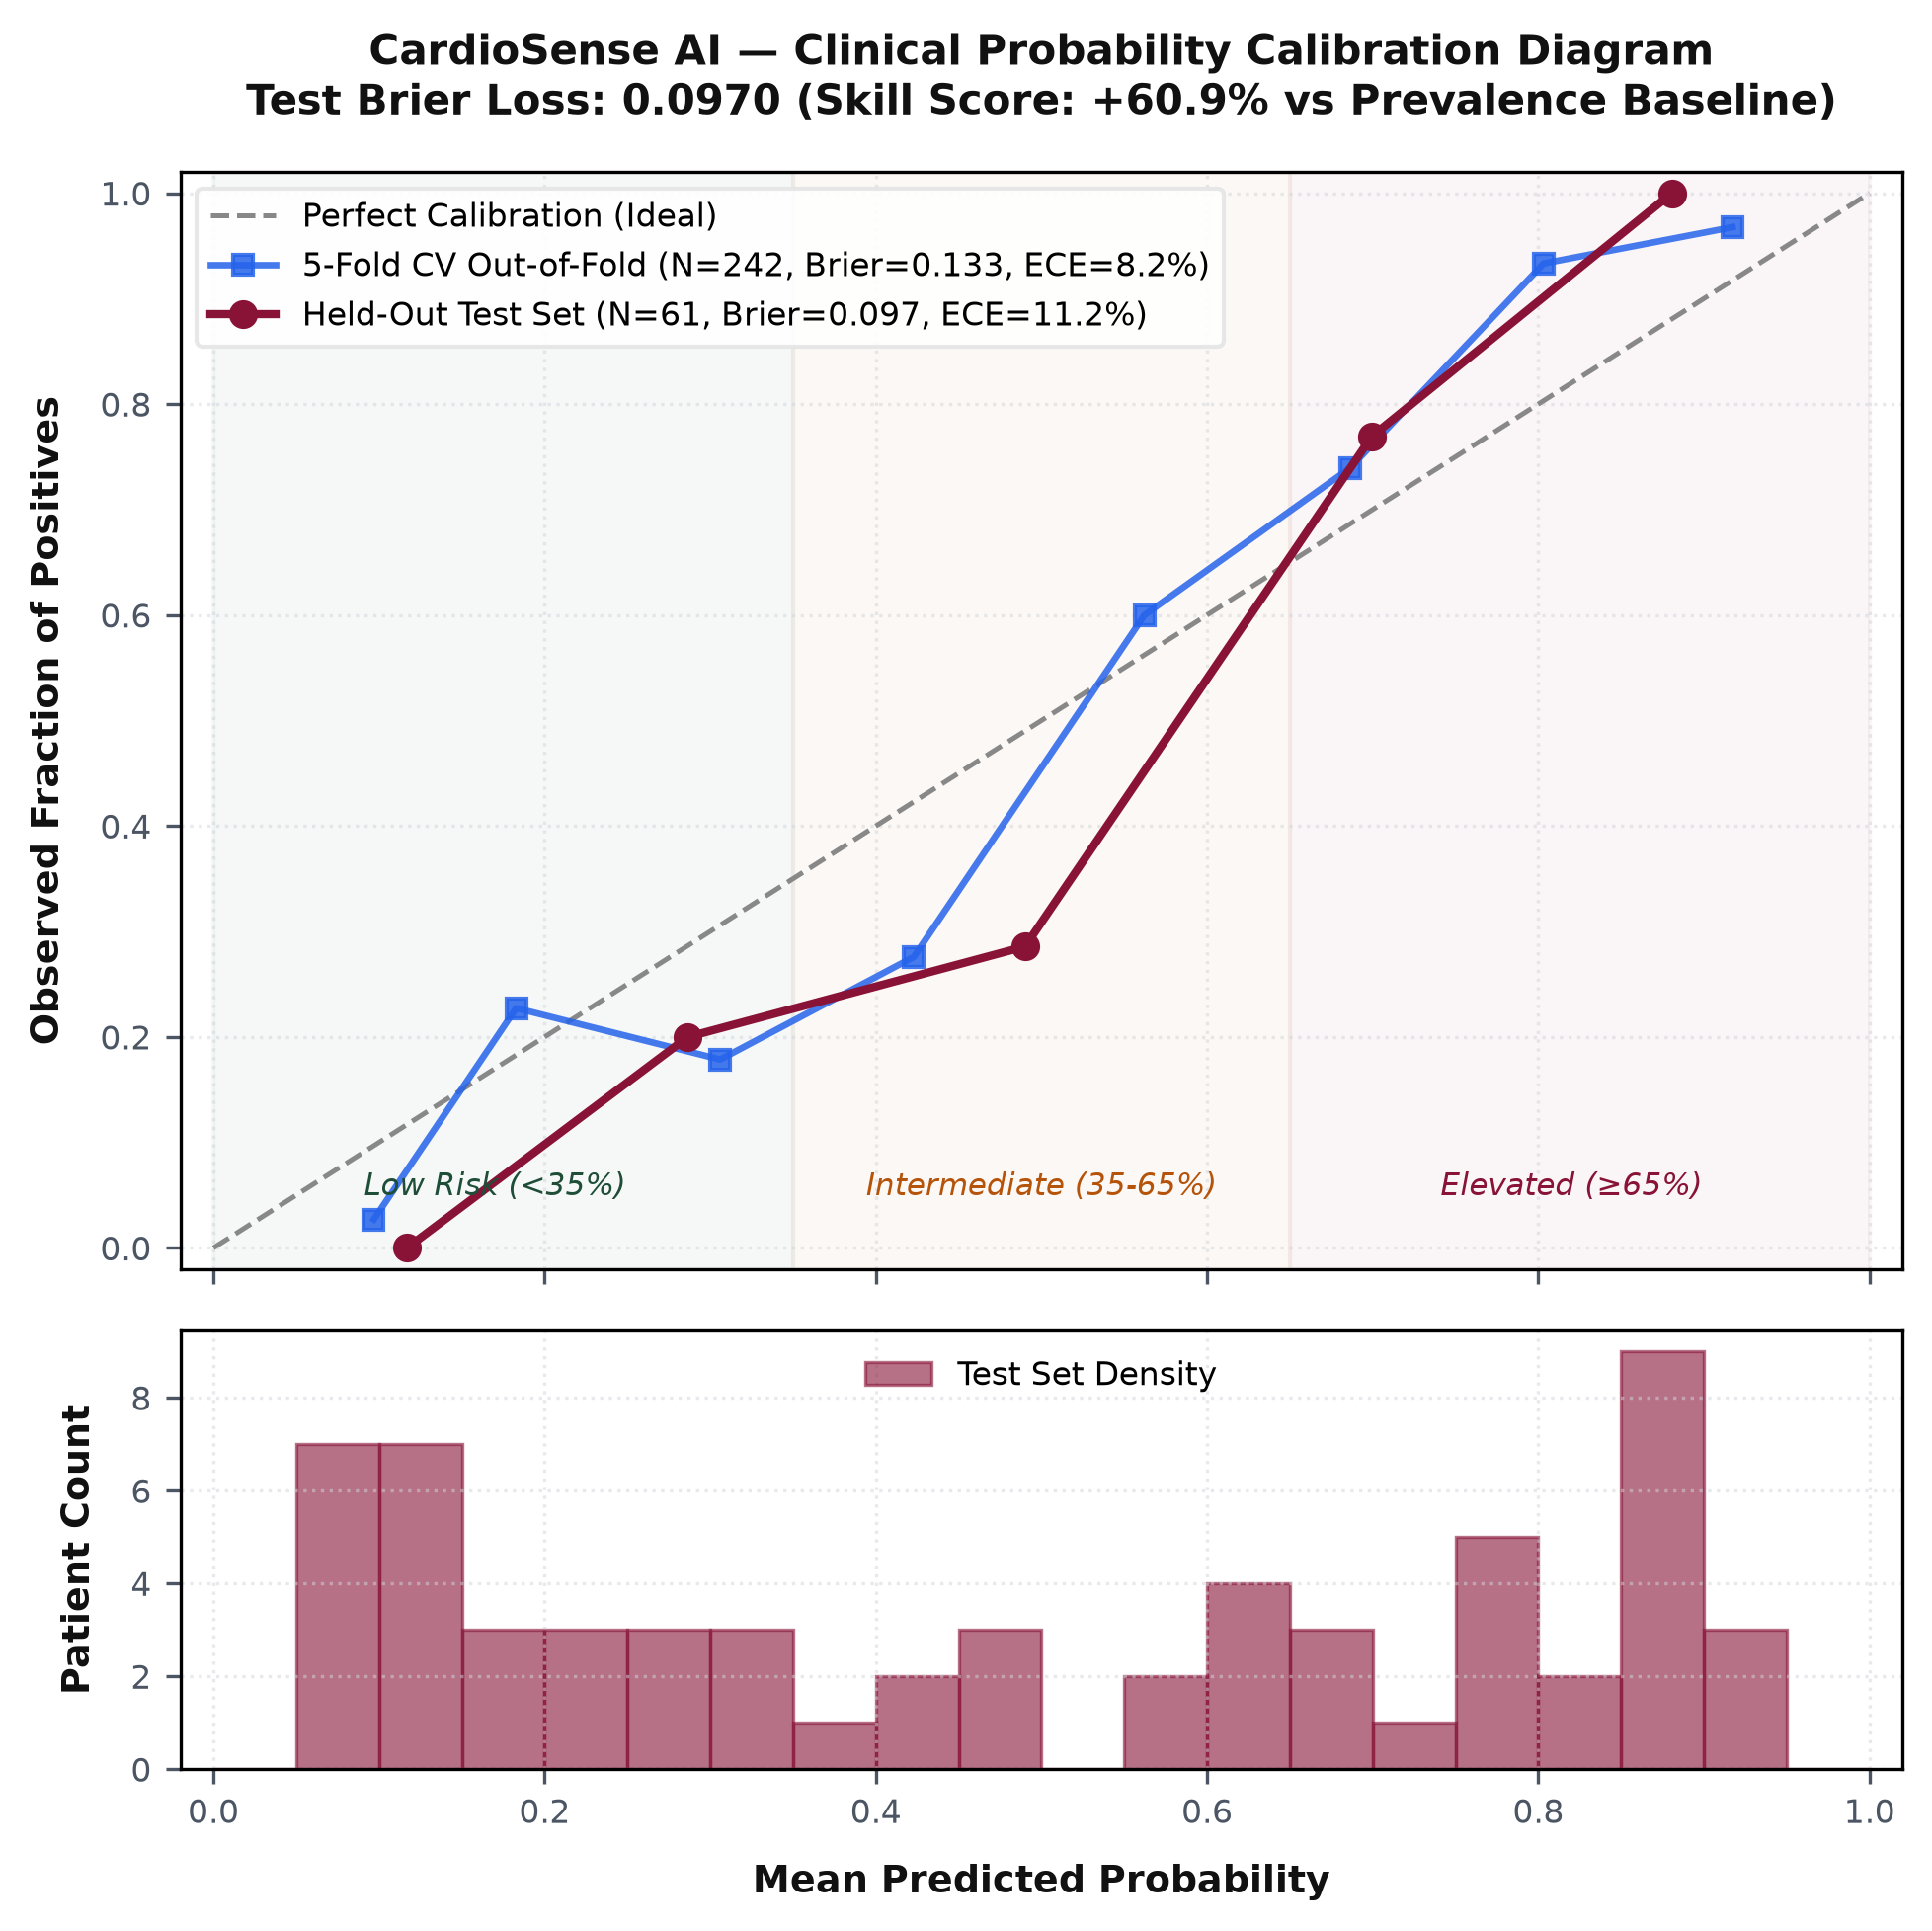 CardioSense AI — Clinical Probability Calibration Diagram
Test Brier Loss: 0.0970 (Skill Score: +60.9% vs Prevalence Baseline)
Observed Fraction of Positives
1.0
0.8
0.6
0.4
0.2
0.0
Perfect Calibration (Ideal)
5-Fold CV Out-of-Fold (N=242, Brier=0.133, ECE=8.2%)
Held-Out Test Set (N=61, Brier=0.097, ECE=11.2%)
Low Risk (<35%)
Intermediate (35-65%)
Elevated (≥65%)
Patient Count
8
6
4
2
0
Test Set Density
0.0 0.2 0.4 0.6 0.8 1.0
Mean Predicted Probability